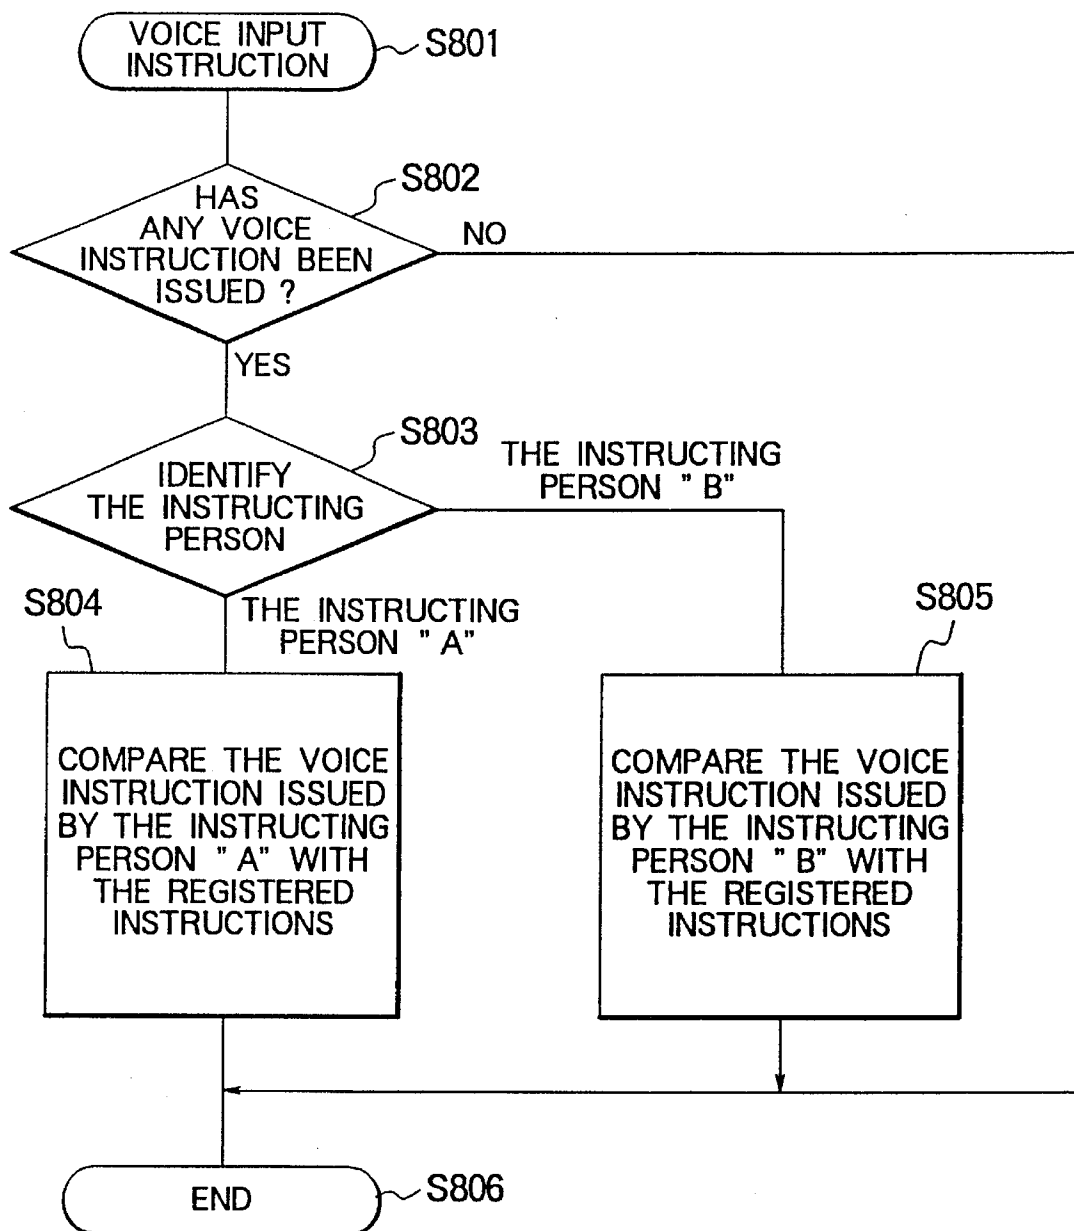 VOICE INPUT
INSTRUCTION
S801
HAS
ANY VOICE
INSTRUCTION BEEN
ISSUED ?
S802
NO
YES
IDENTIFY
THE INSTRUCTING
PERSON
S803
THE INSTRUCTING
PERSON " B"
S804
THE INSTRUCTING
PERSON " A"
S805
COMPARE THE VOICE
INSTRUCTION ISSUED
BY THE INSTRUCTING
PERSON " A" WITH
THE REGISTERED
INSTRUCTIONS
COMPARE THE VOICE
INSTRUCTION ISSUED
BY THE INSTRUCTING
PERSON " B" WITH
THE REGISTERED
INSTRUCTIONS
END
S806